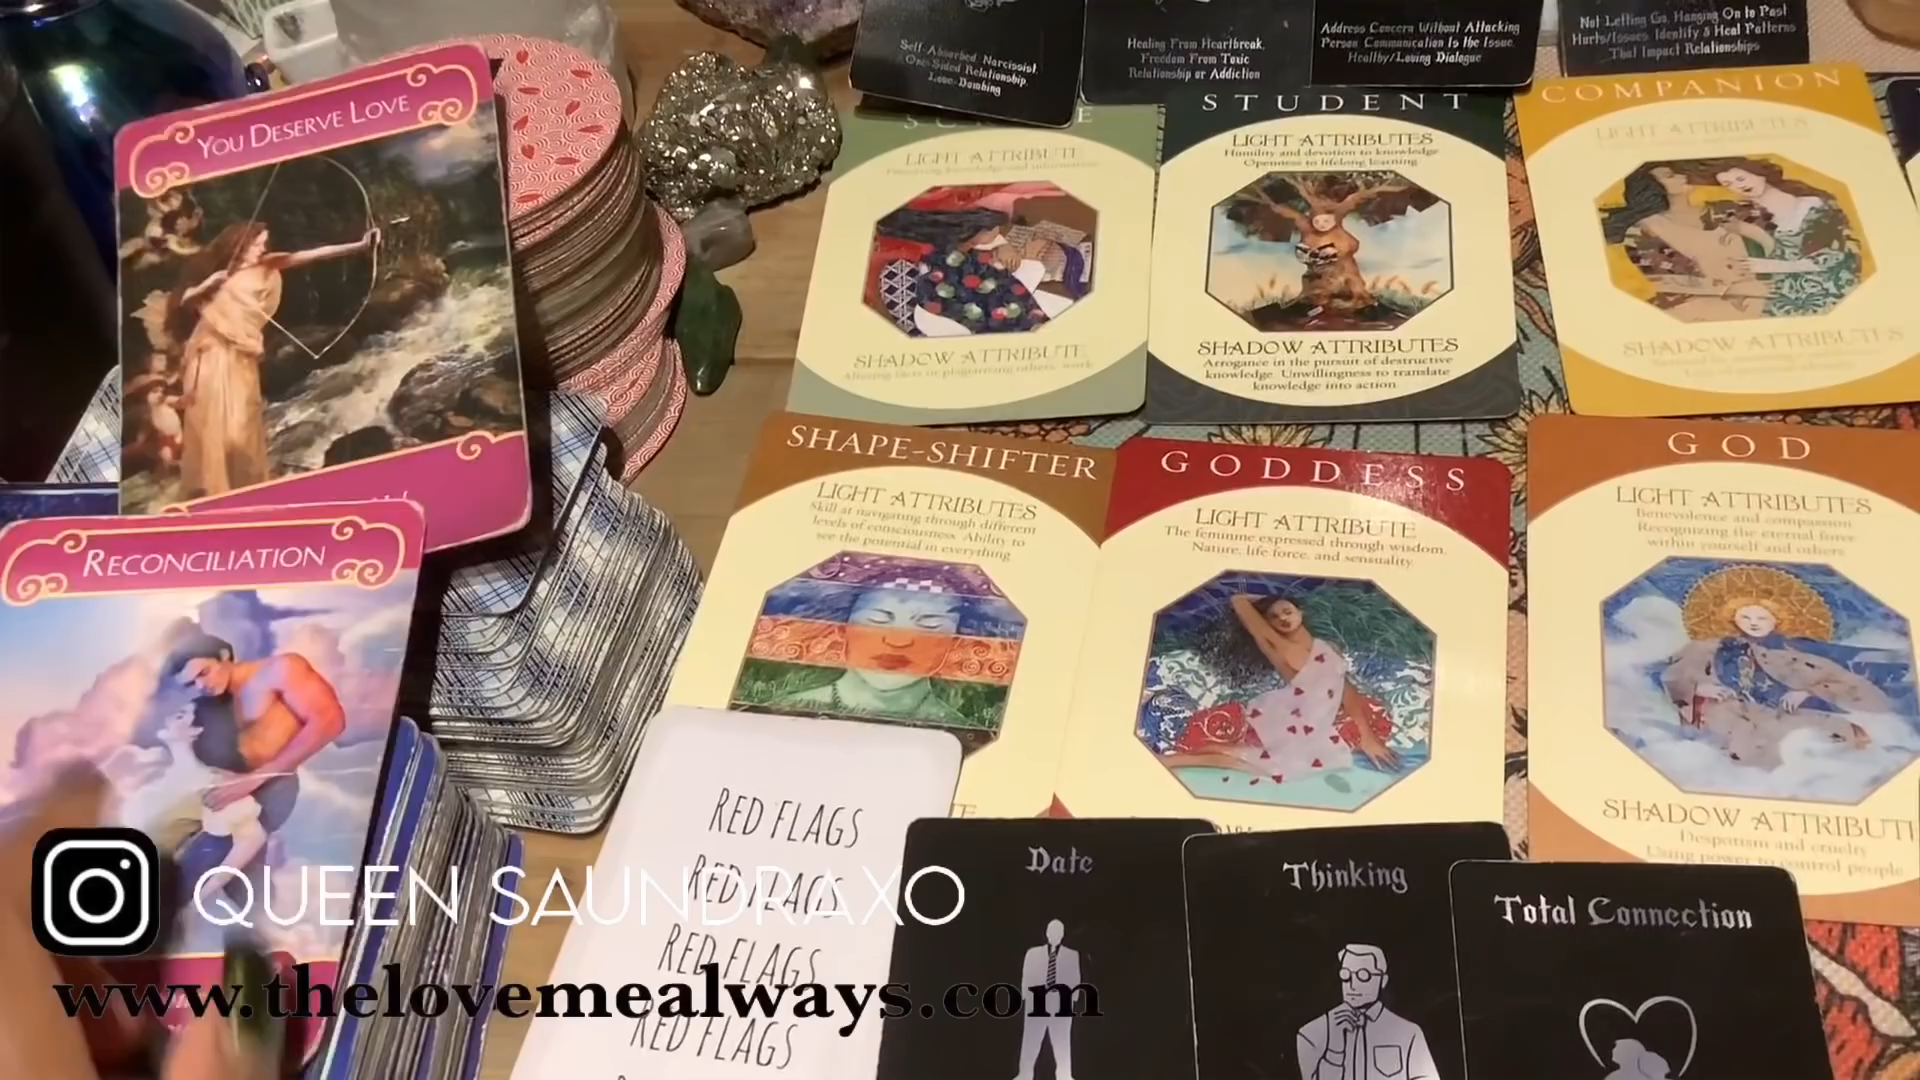 Self-Absorbed, Narcissist,
One-Sided Relationship,
Love-Bombing
Healing From Heartbreak,
Freedom From Toxic
Relationship or Addiction
Address Concern Without Attacking
Person Communication Is the Issue,
Healthy/Loving Dialogue
Not Letting Go, Hanging On to Past
Hurts/Issues, Identify & Heal Patterns
That Impact Relationships
YOU DESERVE LOVE
LIGHT ATTRIBUTE
SHADOW ATTRIBUTE
STUDENT
LIGHT ATTRIBUTES
Humility and devotion to knowledge
Openness to lifelong learning
SHADOW ATTRIBUTES
Arrogance in the pursuit of destructive
knowledge. Unwillingness to translate
knowledge into action
COMPANION
LIGHT ATTRIBUTES
SHADOW ATTRIBUTES
RECONCILIATION
SHAPE-SHIFTER
LIGHT ATTRIBUTES
Skill at navigating through different
levels of consciousness. Ability to
see the potential in everything
GODDESS
LIGHT ATTRIBUTE
The feminine expressed through wisdom,
Nature, life force, and sensuality
GOD
LIGHT ATTRIBUTES
Benevolence and compassion
Recognizing the eternal force
within yourself and others
SHADOW ATTRIBUT
Despotism and cruelty
Using power to control people
RED FLAGS
RED FLAGS
RED FLAGS
RED FLAGS
Date
Thinking
Total Connection
QUEEN SAUNDRAXO
www.thelovemealways.com